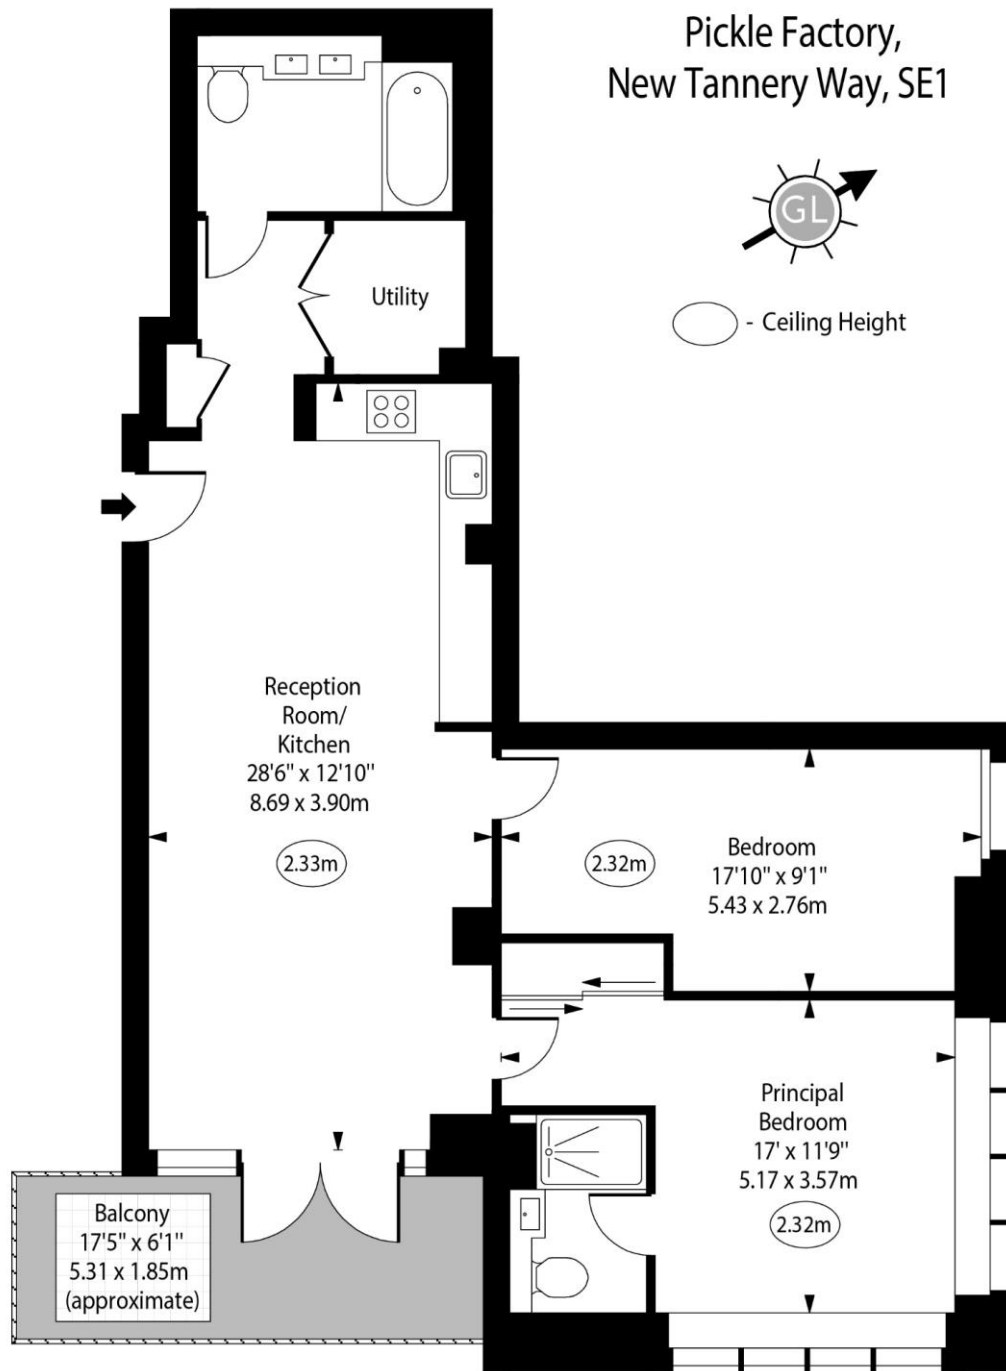 Pickle Factory,
New Tannery Way, SE1
GL
- Ceiling Height
Utility
Reception
Room/
Kitchen
28'6" x 12'10"
8.69 x 3.90m
2.33m
2.32m
Bedroom
17'10" x 9'1"
5.43 x 2.76m
Principal
Bedroom
17' x 11'9"
5.17 x 3.57m
2.32m
Balcony
17'5" x 6'1"
5.31 x 1.85m
(approximate)